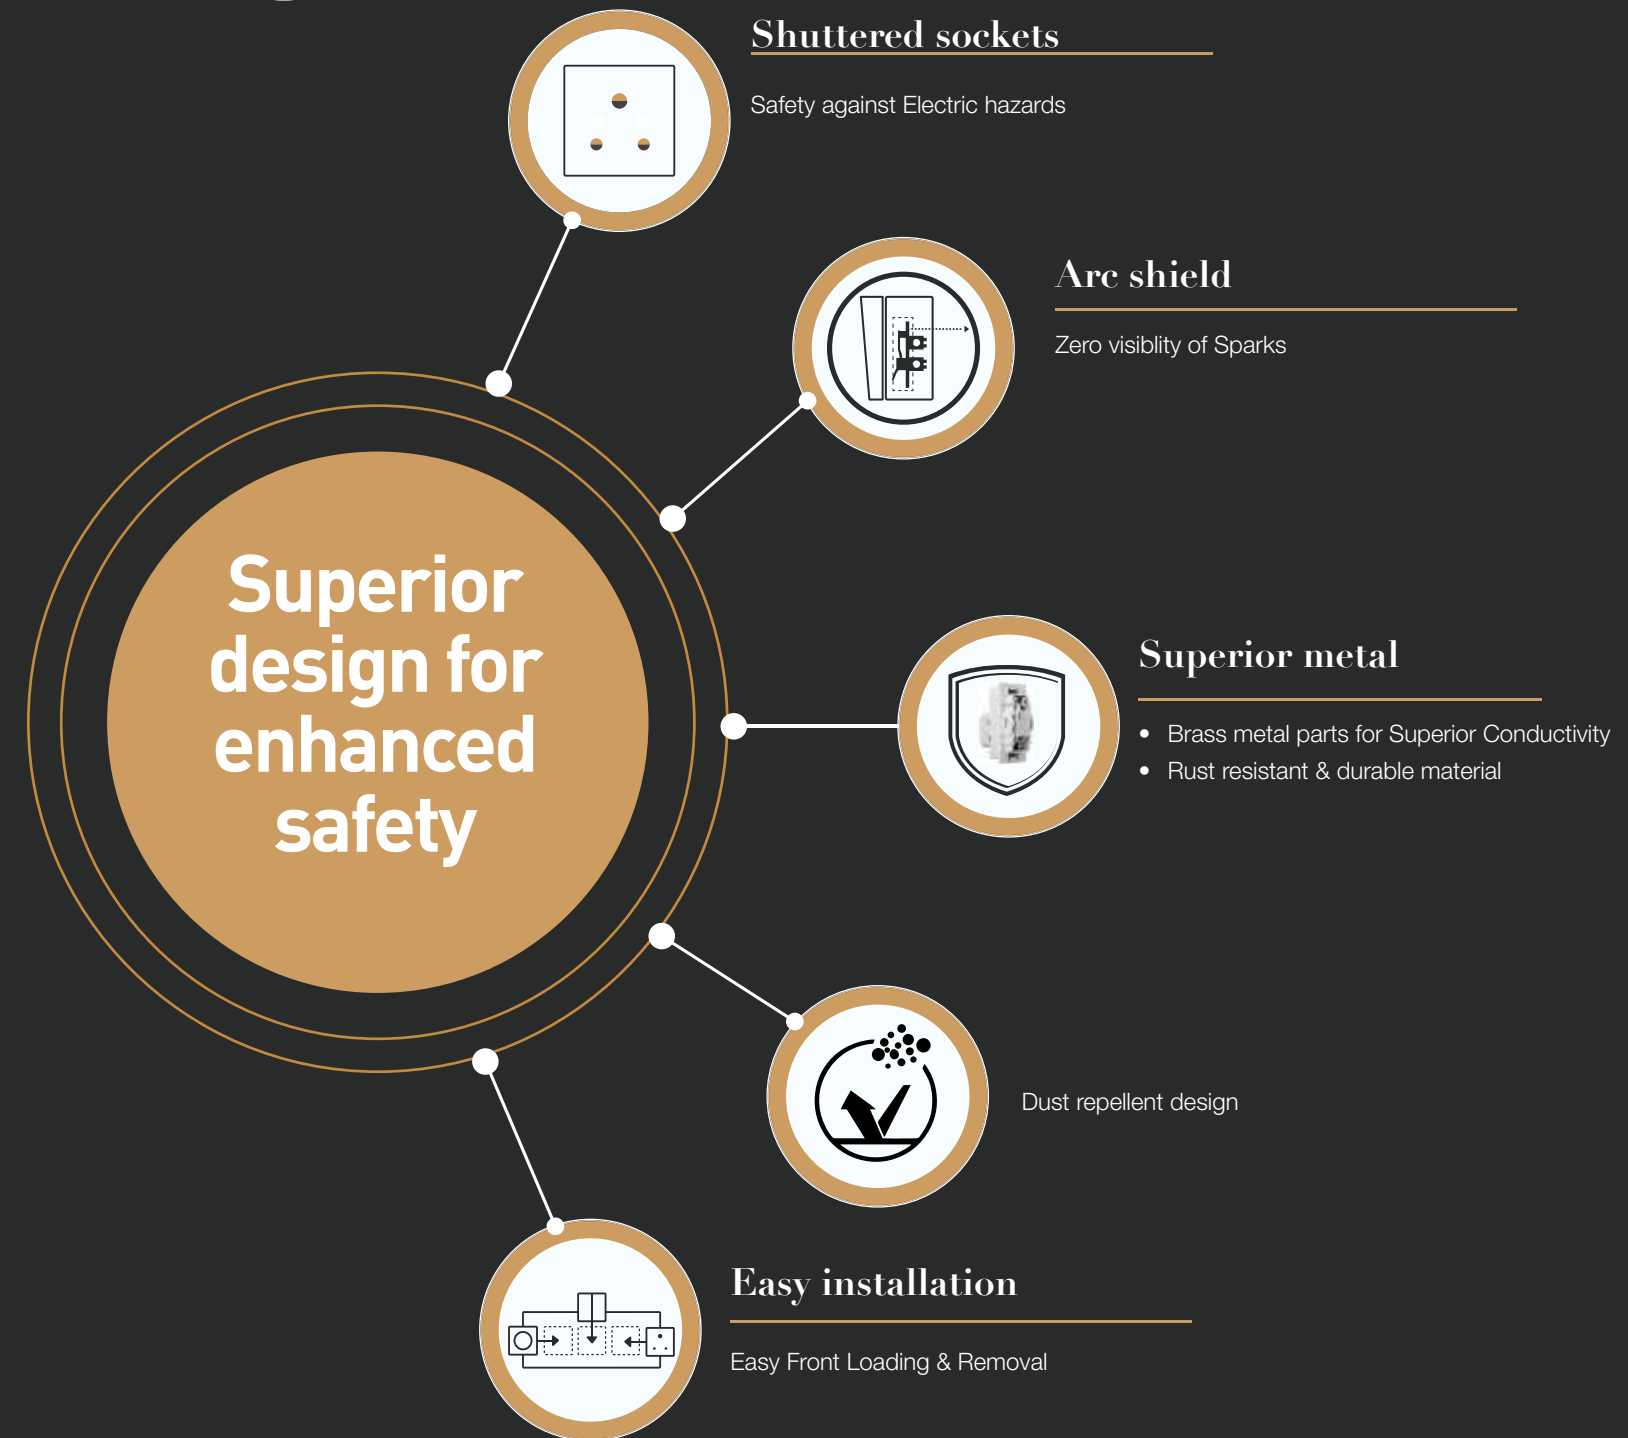 Shuttered sockets
Safety against Electric hazards
Arc shield
Zero visiblity of Sparks
Superior
design for
enhanced
safety
Superior metal
• Brass metal parts for Superior Conductivity
• Rust resistant & durable material
Dust repellent design
Easy installation
Easy Front Loading & Removal